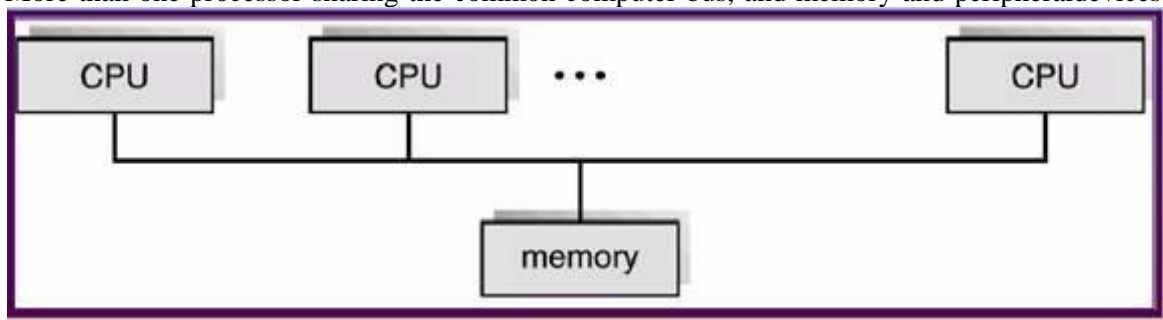 More than one processor sharing the common computer bus, and memory and peripheraldevices
CPU CPU ... CPU
memory